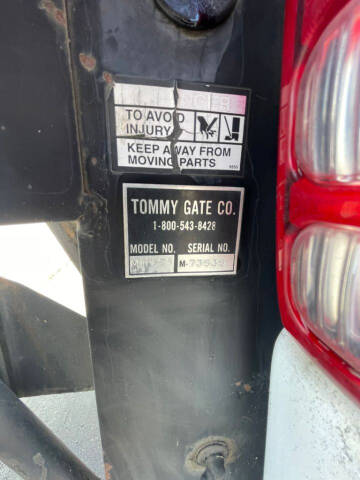 TO AVOID
INJURY
KEEP AWAY FROM
MOVING PARTS
TOMMY GATE CO.
1-800-543-8428
MODEL NO. SERIAL NO.